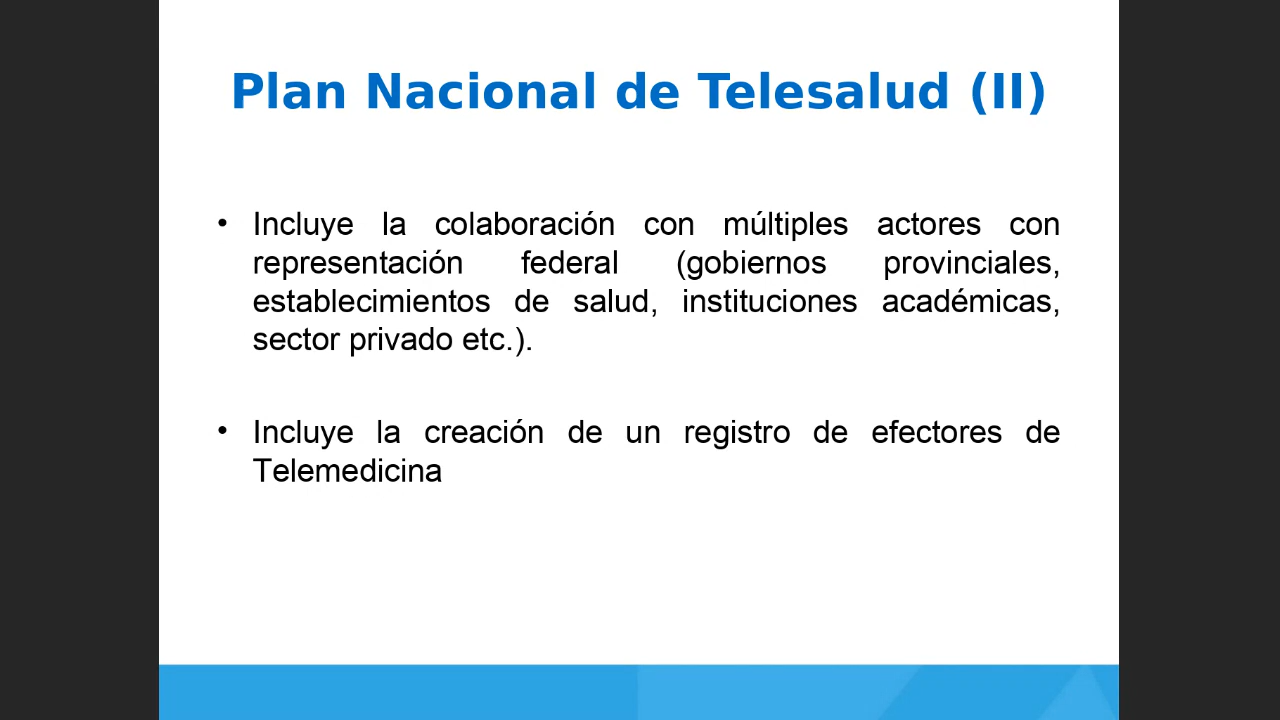 Plan Nacional de Telesalud (II)
• Incluye la colaboración con múltiples actores con
representación federal (gobiernos provinciales,
establecimientos de salud, instituciones académicas,
sector privado etc.).
• Incluye la creación de un registro de efectores de
Telemedicina